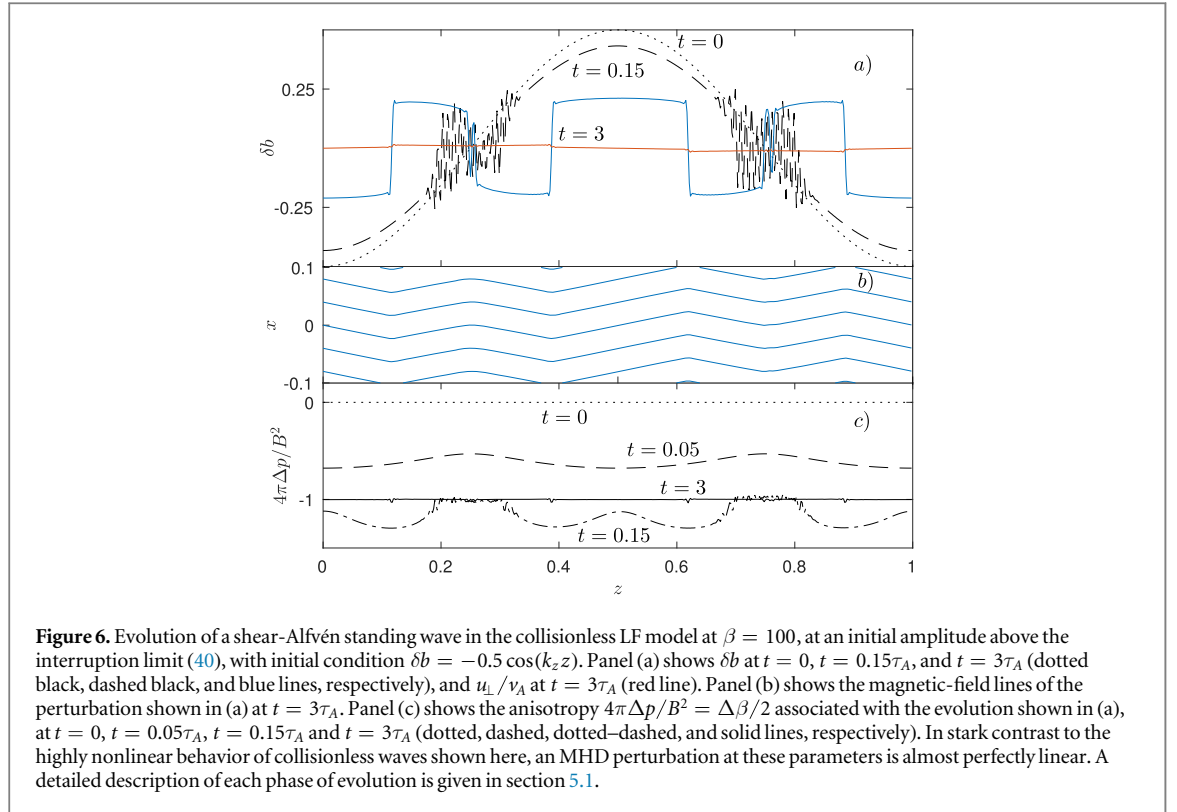 t = 0
a)
t = 0.15
0.25
t = 3
δb
-0.25
0.1
b)
x
0
-0.1
0
t = 0
c)
4πΔp/B²
t = 0.05
t = 3
-1
t = 0.15
0
0.2
0.4
0.6
0.8
1
z
Figure 6. Evolution of a shear-Alfvén standing wave in the collisionless LF model at β = 100, at an initial amplitude above the
interruption limit (40), with initial condition δb = −0.5 cos(k_z z). Panel (a) shows δb at t = 0, t = 0.15τ_A, and t = 3τ_A (dotted
black, dashed black, and blue lines, respectively), and u_⊥/v_A at t = 3τ_A (red line). Panel (b) shows the magnetic-field lines of the
perturbation shown in (a) at t = 3τ_A. Panel (c) shows the anisotropy 4πΔp/B² = Δβ/2 associated with the evolution shown in (a),
at t = 0, t = 0.05τ_A, t = 0.15τ_A and t = 3τ_A (dotted, dashed, dotted–dashed, and solid lines, respectively). In stark contrast to the
highly nonlinear behavior of collisionless waves shown here, an MHD perturbation at these parameters is almost perfectly linear. A
detailed description of each phase of evolution is given in section 5.1.